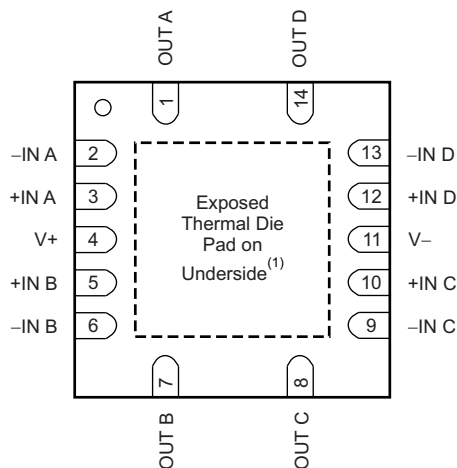 OUT A
OUT D
1
14
−IN A 2
13 −IN D
+IN A 3
12 +IN D
V+ 4
11 V−
+IN B 5
10 +IN C
−IN B 6
9 −IN C
Exposed
Thermal Die
Pad on
Underside(1)
7
8
OUT B
OUT C